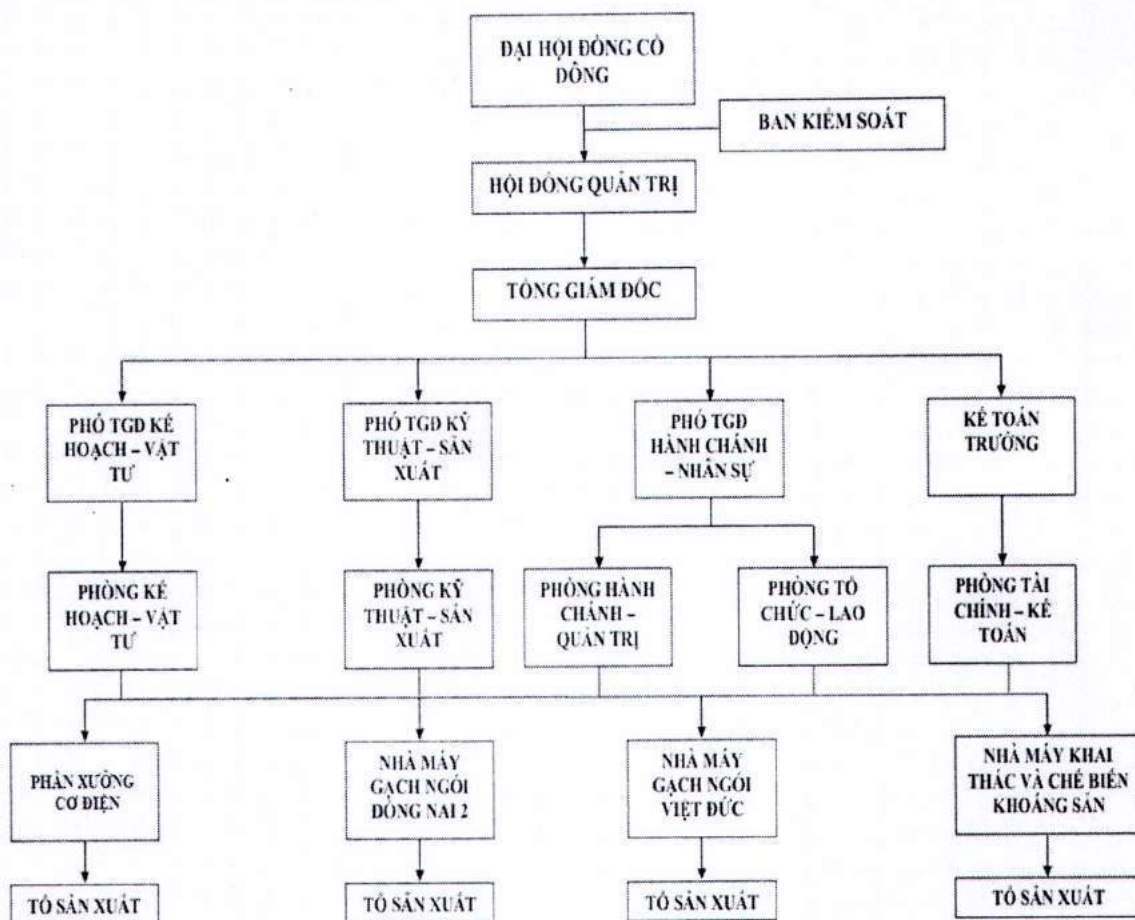 ĐẠI HỘI ĐỒNG CỔ
ĐÔNG
BAN KIỂM SOÁT
HỘI ĐỒNG QUẢN TRỊ
TỔNG GIÁM ĐỐC
PHÓ TGĐ KẾ
HOẠCH – VẬT
TƯ
PHÓ TGĐ KỸ
THUẬT – SẢN
XUẤT
PHÓ TGĐ
HÀNH CHÁNH
– NHÂN SỰ
KẾ TOÁN
TRƯỞNG
PHÒNG KẾ
HOẠCH – VẬT
TƯ
PHÒNG KỸ
THUẬT – SẢN
XUẤT
PHÒNG HÀNH
CHÁNH –
QUẢN TRỊ
PHÒNG TỔ
CHỨC – LAO
ĐỘNG
PHÒNG TÀI
CHÍNH – KẾ
TOÁN
PHÂN XƯỞNG
CƠ ĐIỆN
NHÀ MÁY
GẠCH NGÓI
ĐỒNG NAI 2
NHÀ MÁY
GẠCH NGÓI
VIỆT ĐỨC
NHÀ MÁY KHAI
THÁC VÀ CHẾ BIẾN
KHOÁNG SẢN
TỔ SẢN XUẤT
TỔ SẢN XUẤT
TỔ SẢN XUẤT
TỔ SẢN XUẤT